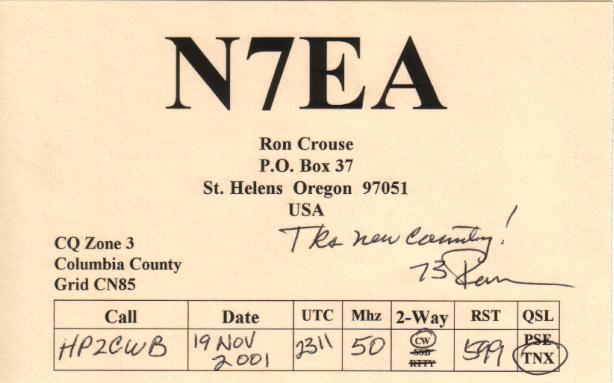 N7EA
Ron Crouse
P.O. Box 37
St. Helens Oregon 97051
USA
Tks new country!
73 Ron
CQ Zone 3
Columbia County
Grid CN85
Call Date UTC Mhz 2-Way RST QSL
HP2CWB 19 NOV 2001 2311 50 CW SSB RTTY 599 PSE TNX